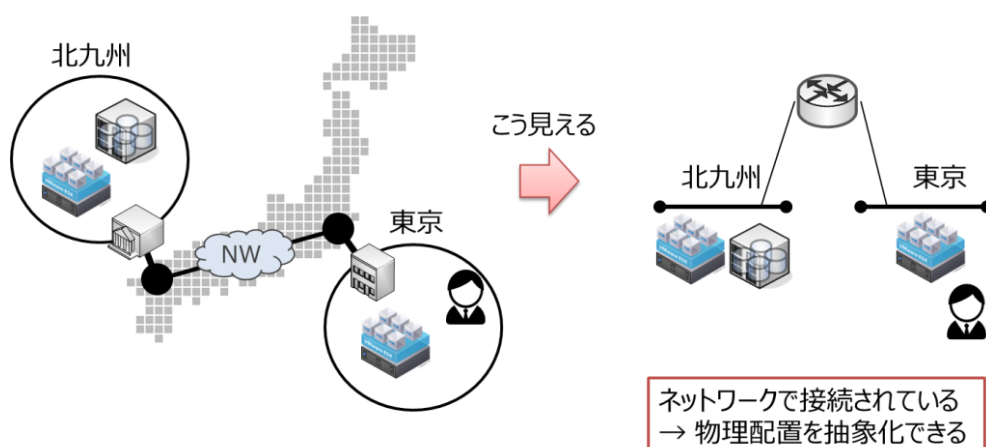 北九州
NW
東京
こう見える
北九州
東京
ネットワークで接続されている
→ 物理配置を抽象化できる